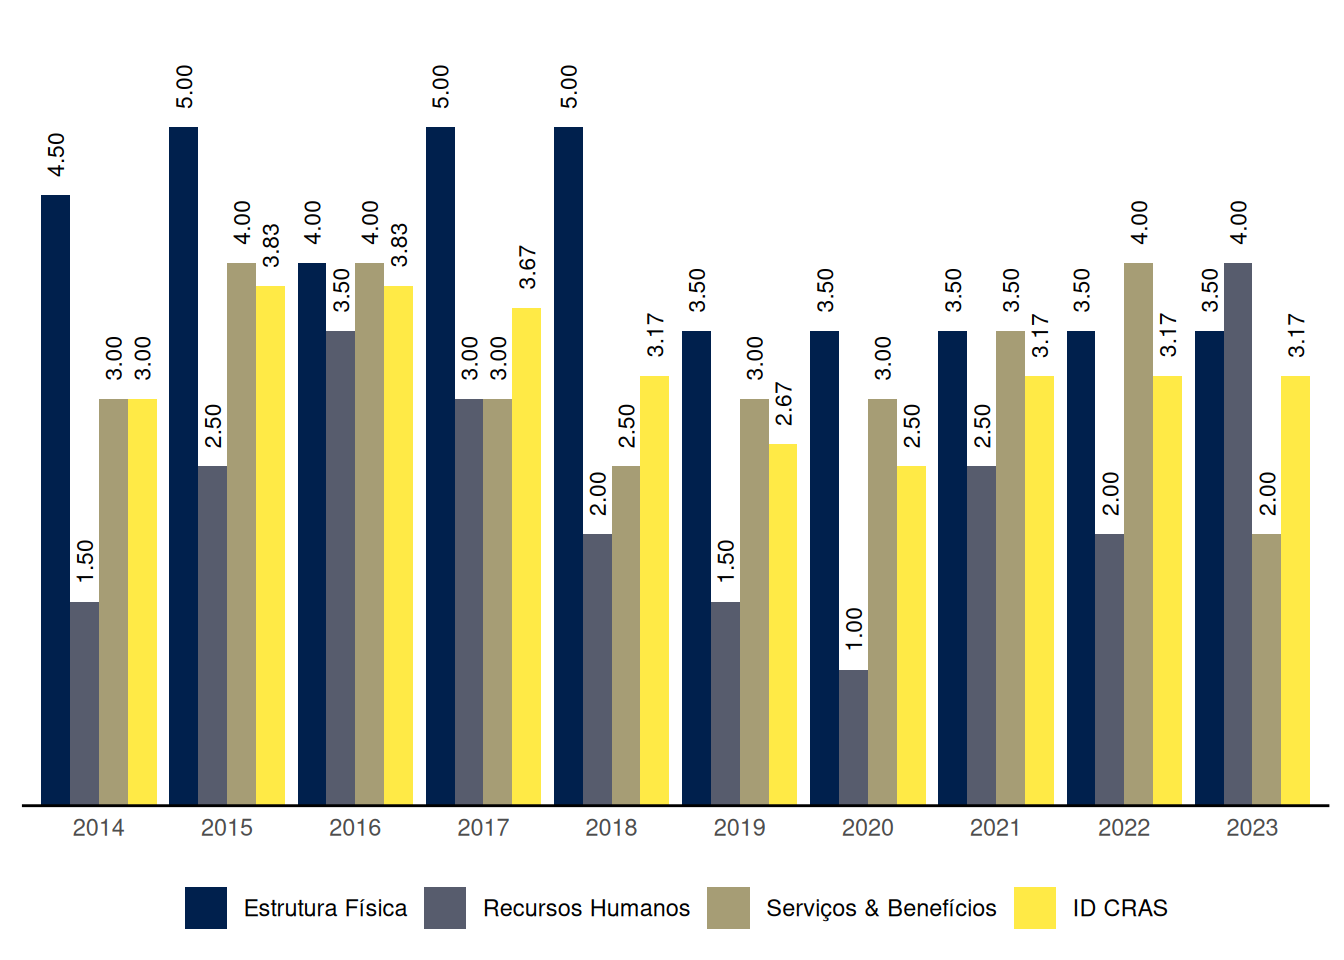 4.50 1.50 3.00 3.00
5.00 2.50 4.00 3.83
4.00 3.50 4.00 3.83
5.00 3.00 3.00 3.67
5.00 2.00 2.50 3.17
3.50 1.50 3.00 2.67
3.50 1.00 3.00 2.50
3.50 2.50 3.50 3.17
3.50 2.00 4.00 3.17
3.50 4.00 2.00 3.17
2014 2015 2016 2017 2018 2019 2020 2021 2022 2023
Estrutura Física Recursos Humanos Serviços & Benefícios ID CRAS